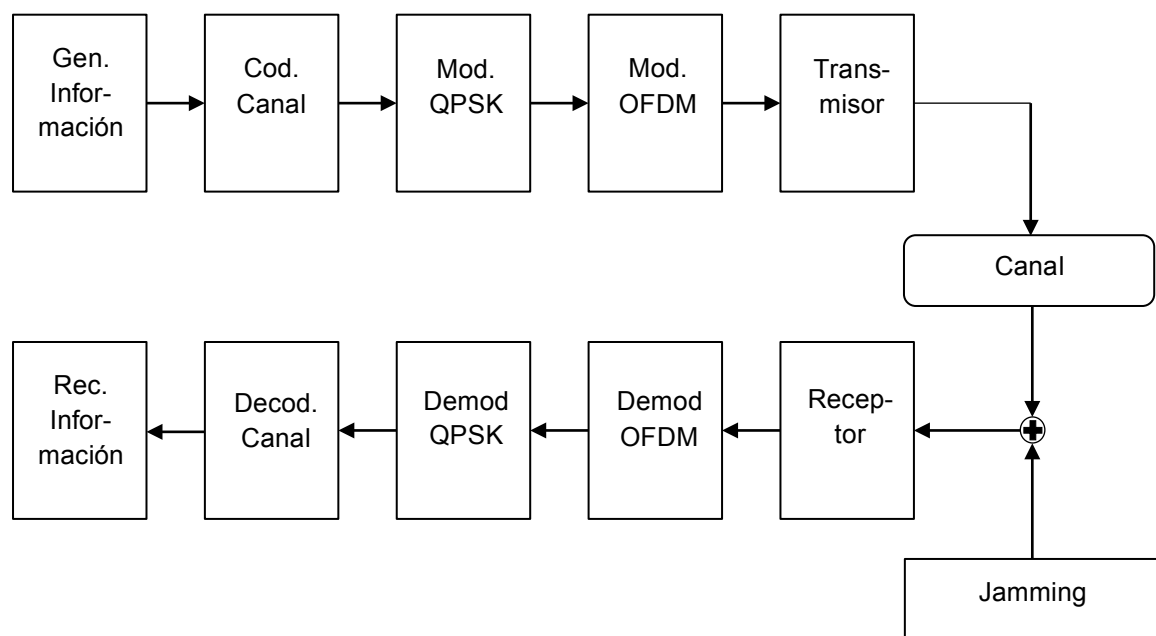 Gen.
Infor-
mación
Cod.
Canal
Mod.
QPSK
Mod.
OFDM
Trans-
misor
Canal
Rec.
Infor-
mación
Decod.
Canal
Demod
QPSK
Demod
OFDM
Recep-
tor
Jamming